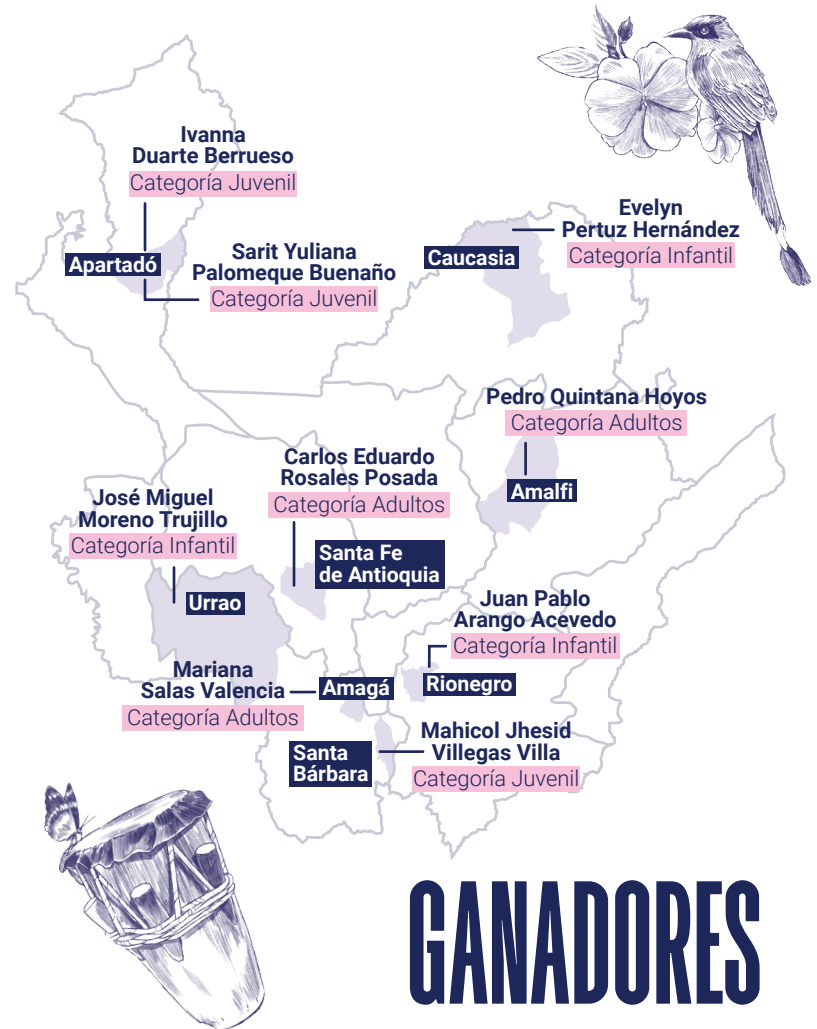 Ivanna
Duarte Berrueso
Categoría Juvenil
Apartadó
Sarit Yuliana
Palomeque Buenaño
Categoría Juvenil
Evelyn
Pertuz Hernández
Categoría Infantil
Caucasia
Pedro Quintana Hoyos
Categoría Adultos
Amalfi
Carlos Eduardo
Rosales Posada
Categoría Adultos
Santa Fe
de Antioquia
José Miguel
Moreno Trujillo
Categoría Infantil
Urrao
Juan Pablo
Arango Acevedo
Categoría Infantil
Rionegro
Mariana
Salas Valencia
Categoría Adultos
Amagá
Mahicol Jhesid
Villegas Villa
Categoría Juvenil
Santa
Bárbara
GANADORES